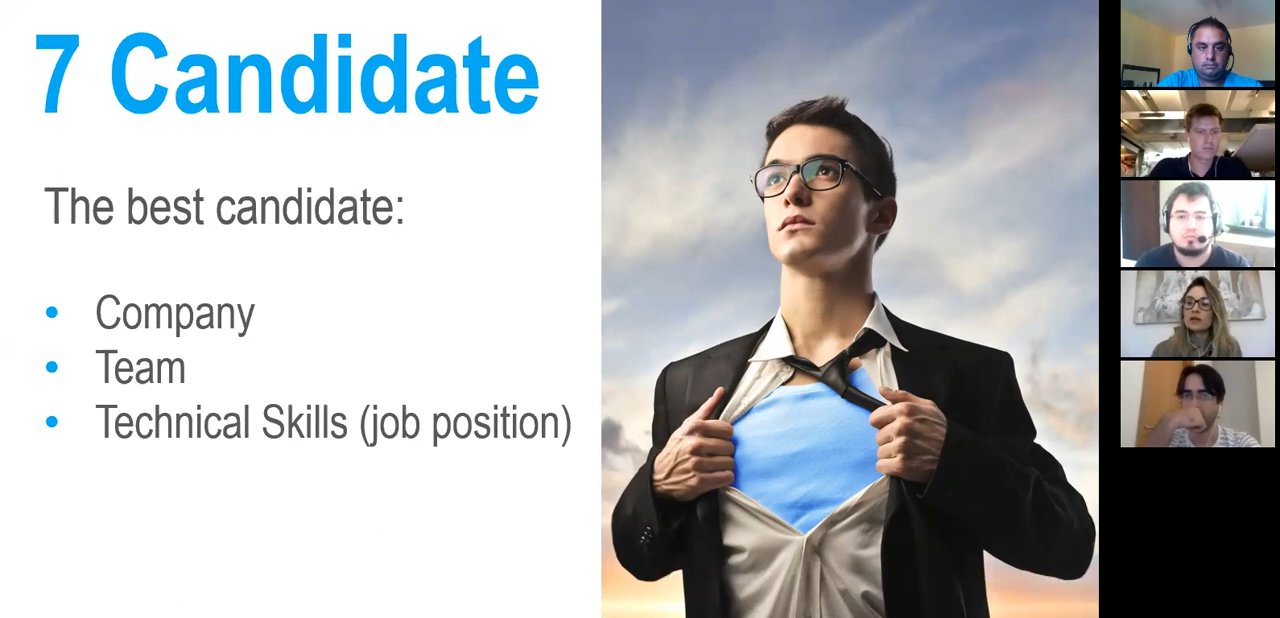 7 Candidate
The best candidate:
• Company
• Team
• Technical Skills (job position)